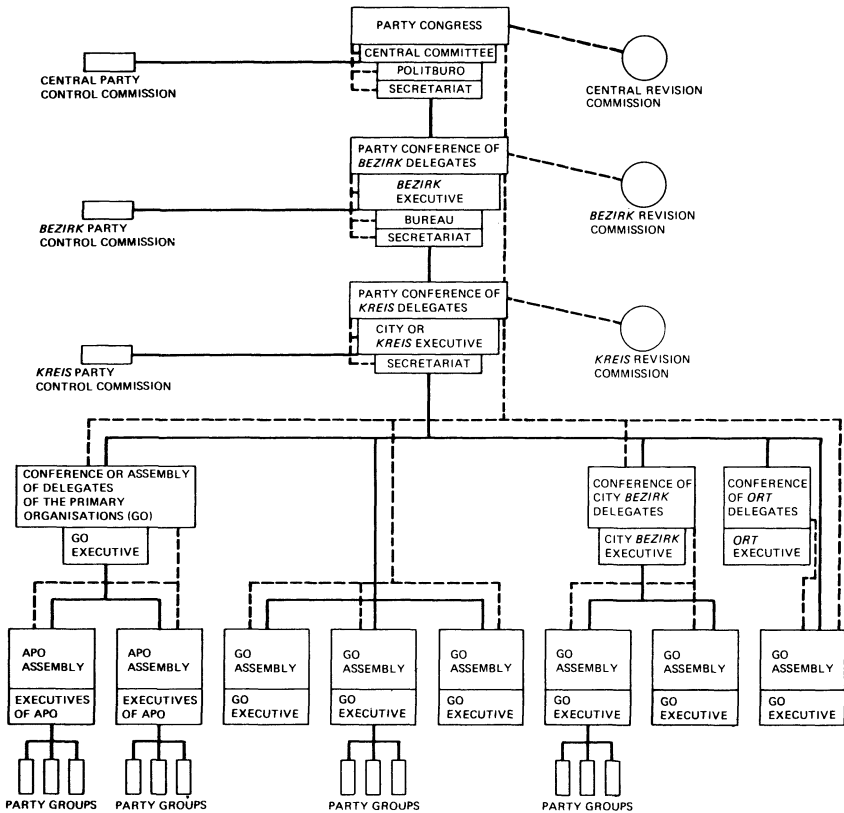 PARTY CONGRESS
CENTRAL COMMITTEE
POLITBURO
SECRETARIAT
CENTRAL PARTY
CONTROL COMMISSION
CENTRAL REVISION
COMMISSION
PARTY CONFERENCE OF
BEZIRK DELEGATES
BEZIRK
EXECUTIVE
BUREAU
SECRETARIAT
BEZIRK PARTY
CONTROL COMMISSION
BEZIRK REVISION
COMMISSION
PARTY CONFERENCE OF
KREIS DELEGATES
CITY OR
KREIS EXECUTIVE
SECRETARIAT
KREIS PARTY
CONTROL COMMISSION
KREIS REVISION
COMMISSION
CONFERENCE OR ASSEMBLY
OF DELEGATES
OF THE PRIMARY
ORGANISATIONS (GO)
GO
EXECUTIVE
CONFERENCE OF
CITY BEZIRK
DELEGATES
CITY BEZIRK
EXECUTIVE
CONFERENCE
OF ORT
DELEGATES
ORT
EXECUTIVE
APO
ASSEMBLY
EXECUTIVES
OF APO
APO
ASSEMBLY
EXECUTIVES
OF APO
GO
ASSEMBLY
GO
EXECUTIVE
GO
ASSEMBLY
GO
EXECUTIVE
GO
ASSEMBLY
GO
EXECUTIVE
GO
ASSEMBLY
GO
EXECUTIVE
GO
ASSEMBLY
GO
EXECUTIVE
GO
ASSEMBLY
GO
EXECUTIVE
PARTY GROUPS
PARTY GROUPS
PARTY GROUPS
PARTY GROUPS